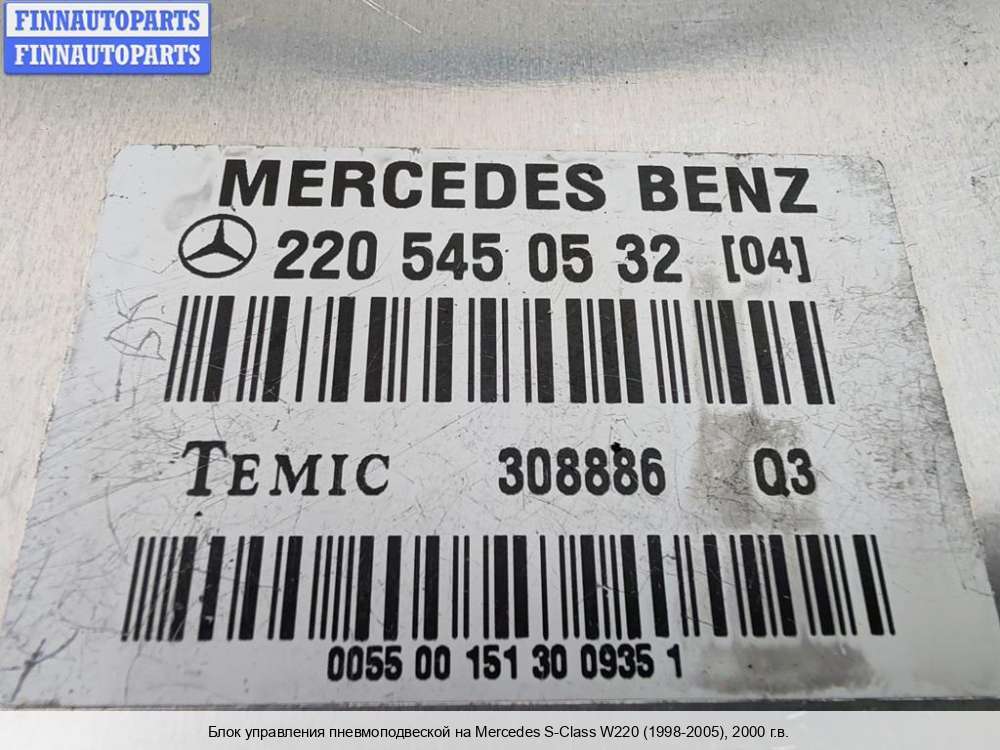 FINNAUTOPARTS
FINNAUTOPARTS
MERCEDES BENZ
220 545 05 32 [04]
TEMIC 308886 Q3
0055 00 151 30 0935 1
Блок управления пневмоподвеской на Mercedes S-Class W220 (1998-2005), 2000 г.в.